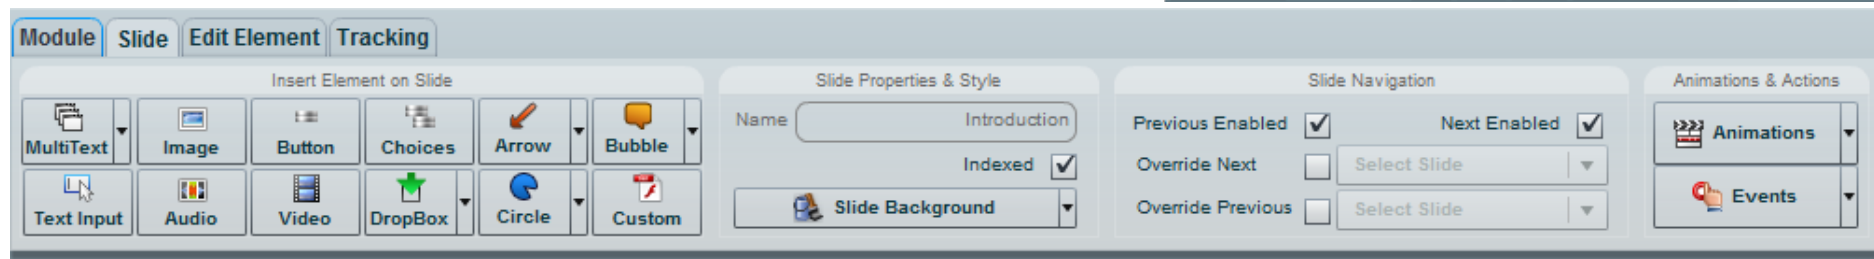 Module Slide Edit Element Tracking
Insert Element on Slide
MultiText Image Button Choices Arrow Bubble
Text Input Audio Video DropBox Circle Custom
Slide Properties & Style
Name Introduction
Indexed
Slide Background
Slide Navigation
Previous Enabled Next Enabled
Override Next Select Slide
Override Previous Select Slide
Animations & Actions
Animations
Events